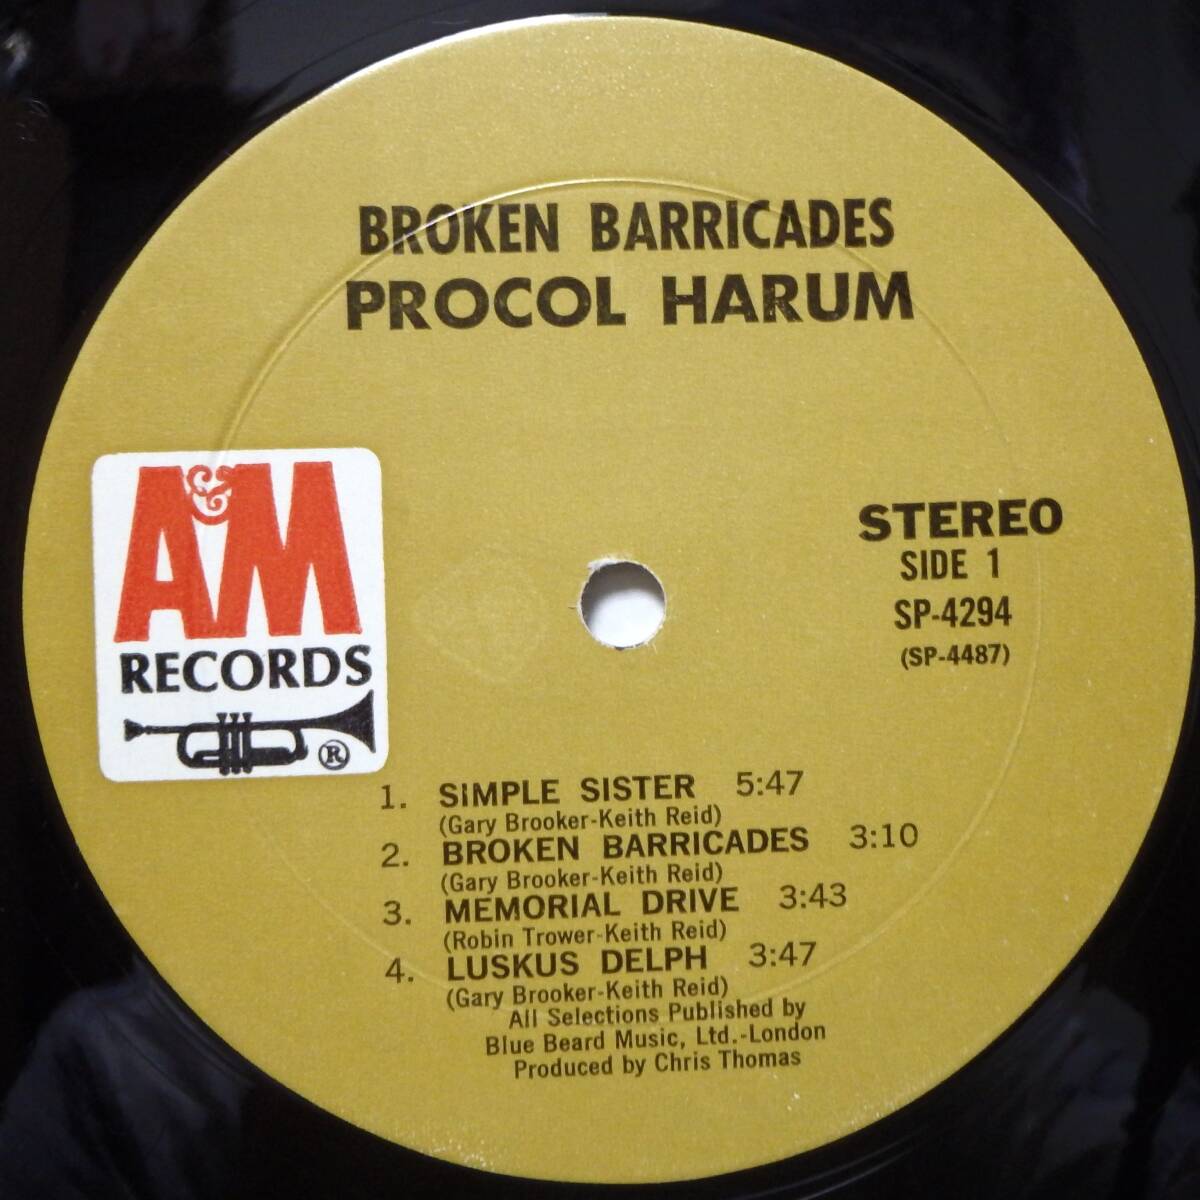 BROKEN BARRICADES
PROCOL HARUM
A&M
RECORDS
®
STEREO
SIDE 1
SP-4294
(SP-4487)
1. SIMPLE SISTER 5:47
(Gary Brooker-Keith Reid)
2. BROKEN BARRICADES 3:10
(Gary Brooker-Keith Reid)
3. MEMORIAL DRIVE 3:43
(Robin Trower-Keith Reid)
4. LUSKUS DELPH 3:47
(Gary Brooker-Keith Reid)
All Selections Published by
Blue Beard Music, Ltd.-London
Produced by Chris Thomas